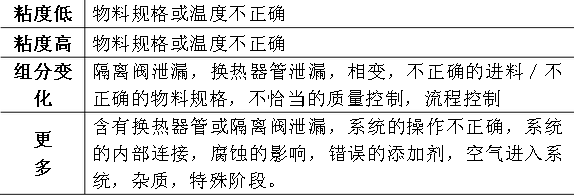 粘度低 物料规格或温度不正确
粘度高 物料规格或温度不正确
组分变 隔离阀泄漏，换热器管泄漏，相变，不正确的进料/不
化 正确的物料规格，不恰当的质量控制，流程控制
更 含有换热器管或隔离阀泄漏，系统的操作不正确，系统
多 的内部连接，腐蚀的影响，错误的添加剂，空气进入系
统，杂质，特殊阶段。